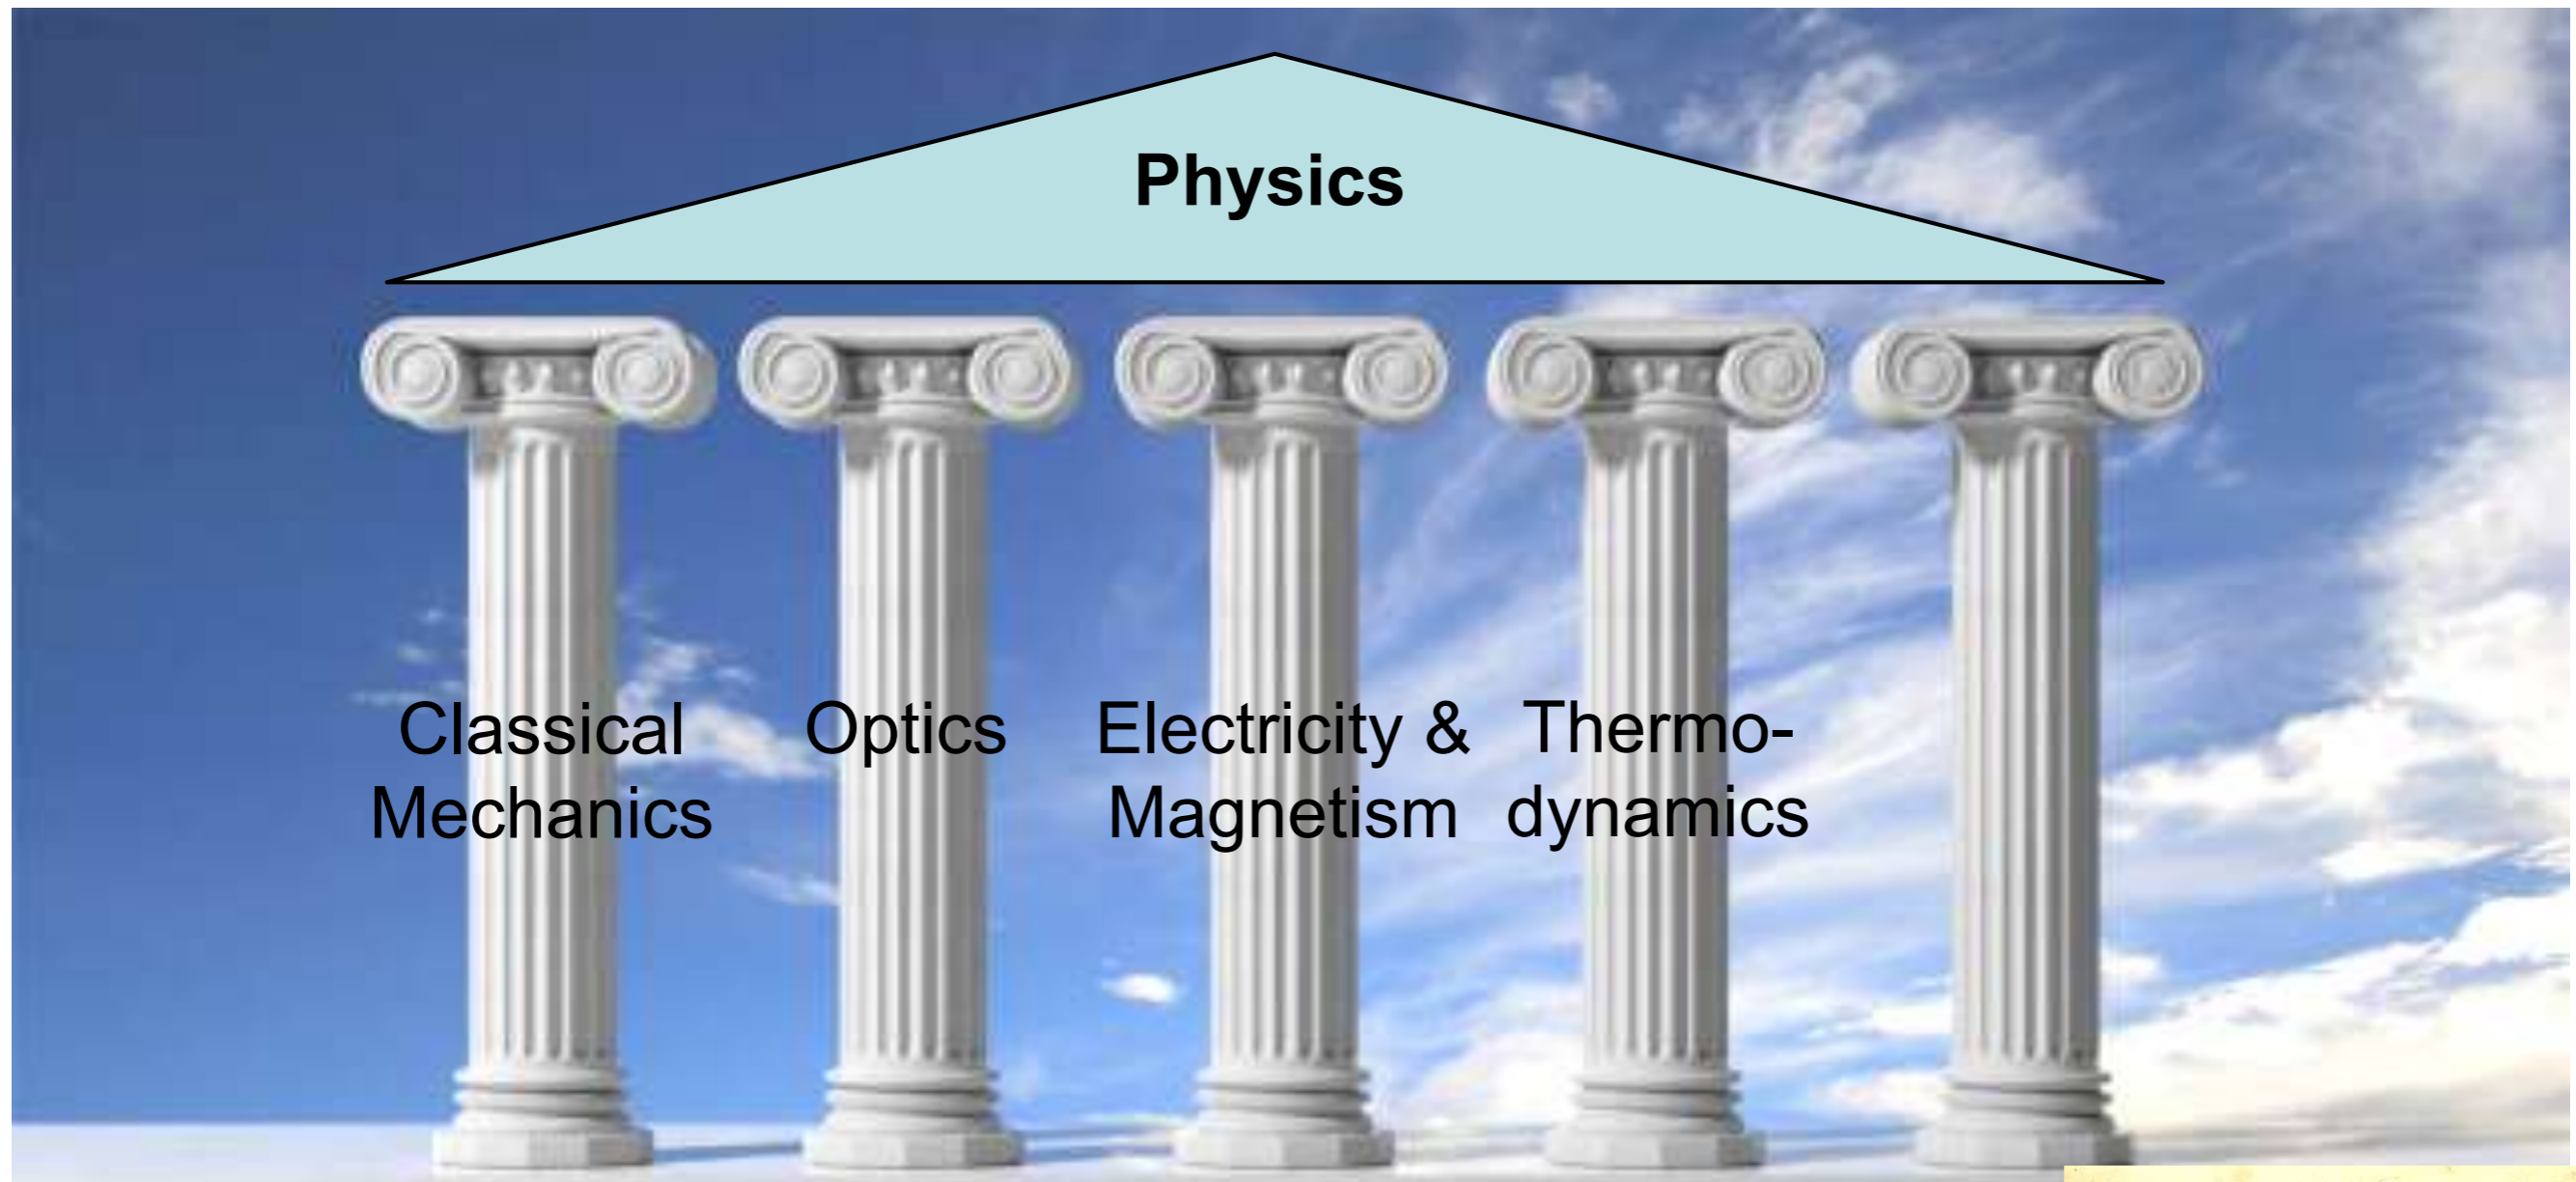 Physics
Classical
Mechanics
Optics
Electricity &
Magnetism
Thermo-
dynamics